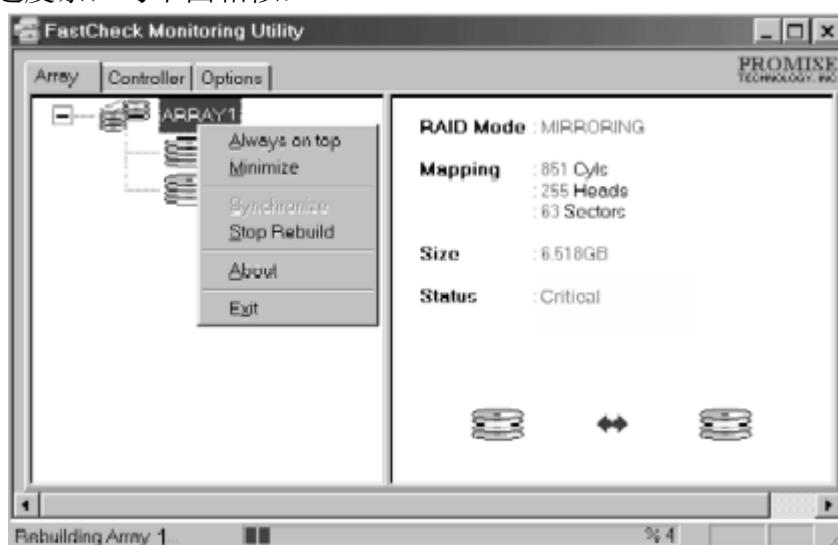 FastCheck Monitoring Utility
Array Controller Options
PROMISE
TECHNOLOGY, INC
ARRAY1
Always on top
Minimize
Synchronize
Stop Rebuild
About
Exit
RAID Mode : MIRRORING
Mapping : 851 Cyls
: 255 Heads
: 63 Sectors
Size : 6.518GB
Status : Critical
Rebuilding Array 1... % 4